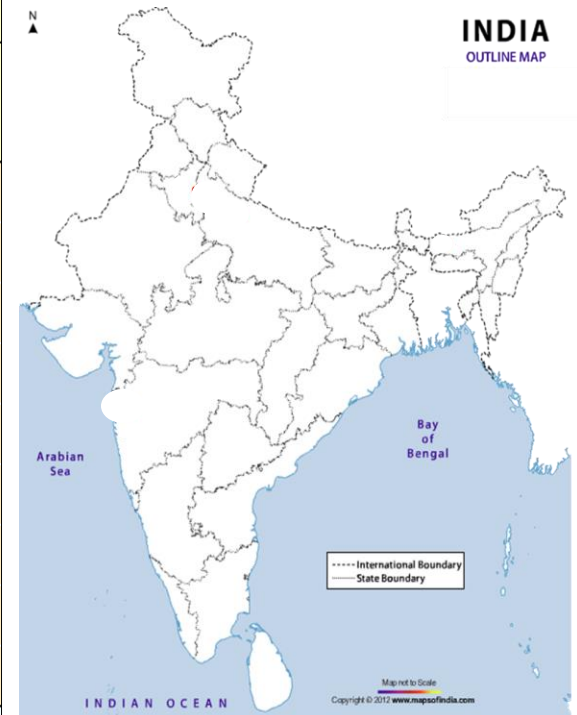 N
INDIA
OUTLINE MAP
Arabian
Sea
Bay
of
Bengal
International Boundary
State Boundary
Map not to Scale
Copyright © 2012 www.mapsofindia.com
INDIAN OCEAN